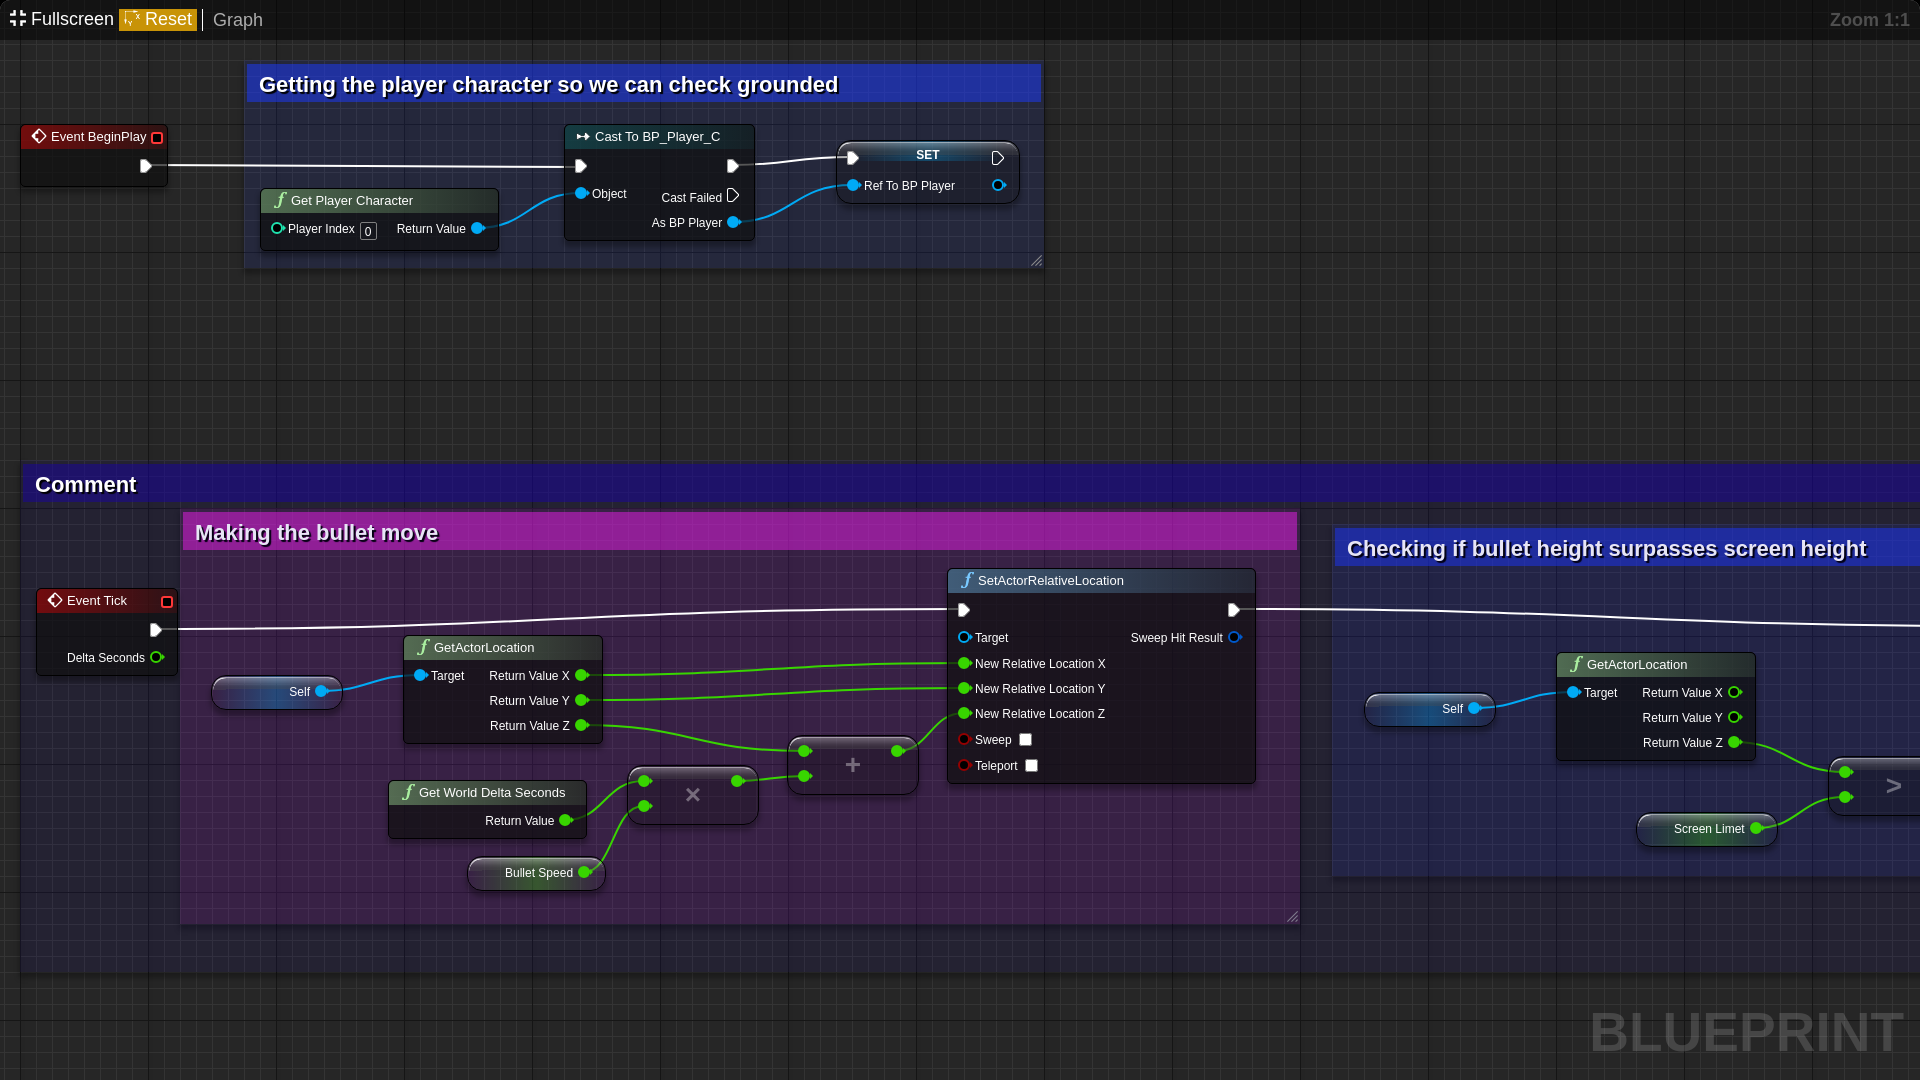 Fullscreen Reset Graph Zoom 1:1
Getting the player character so we can check grounded
Event BeginPlay
Cast To BP_Player_C
SET
Object
Cast Failed
As BP Player
Ref To BP Player
Get Player Character
Player Index 0 Return Value
Comment
Making the bullet move
Checking if bullet height surpasses screen height
Event Tick
Delta Seconds
SetActorRelativeLocation
Target Sweep Hit Result
New Relative Location X
New Relative Location Y
New Relative Location Z
Sweep
Teleport
Self
GetActorLocation
Target Return Value X
Return Value Y
Return Value Z
+
×
Get World Delta Seconds
Return Value
Bullet Speed
Self
GetActorLocation
Target Return Value X
Return Value Y
Return Value Z
>
Screen Limet
BLUEPRINT